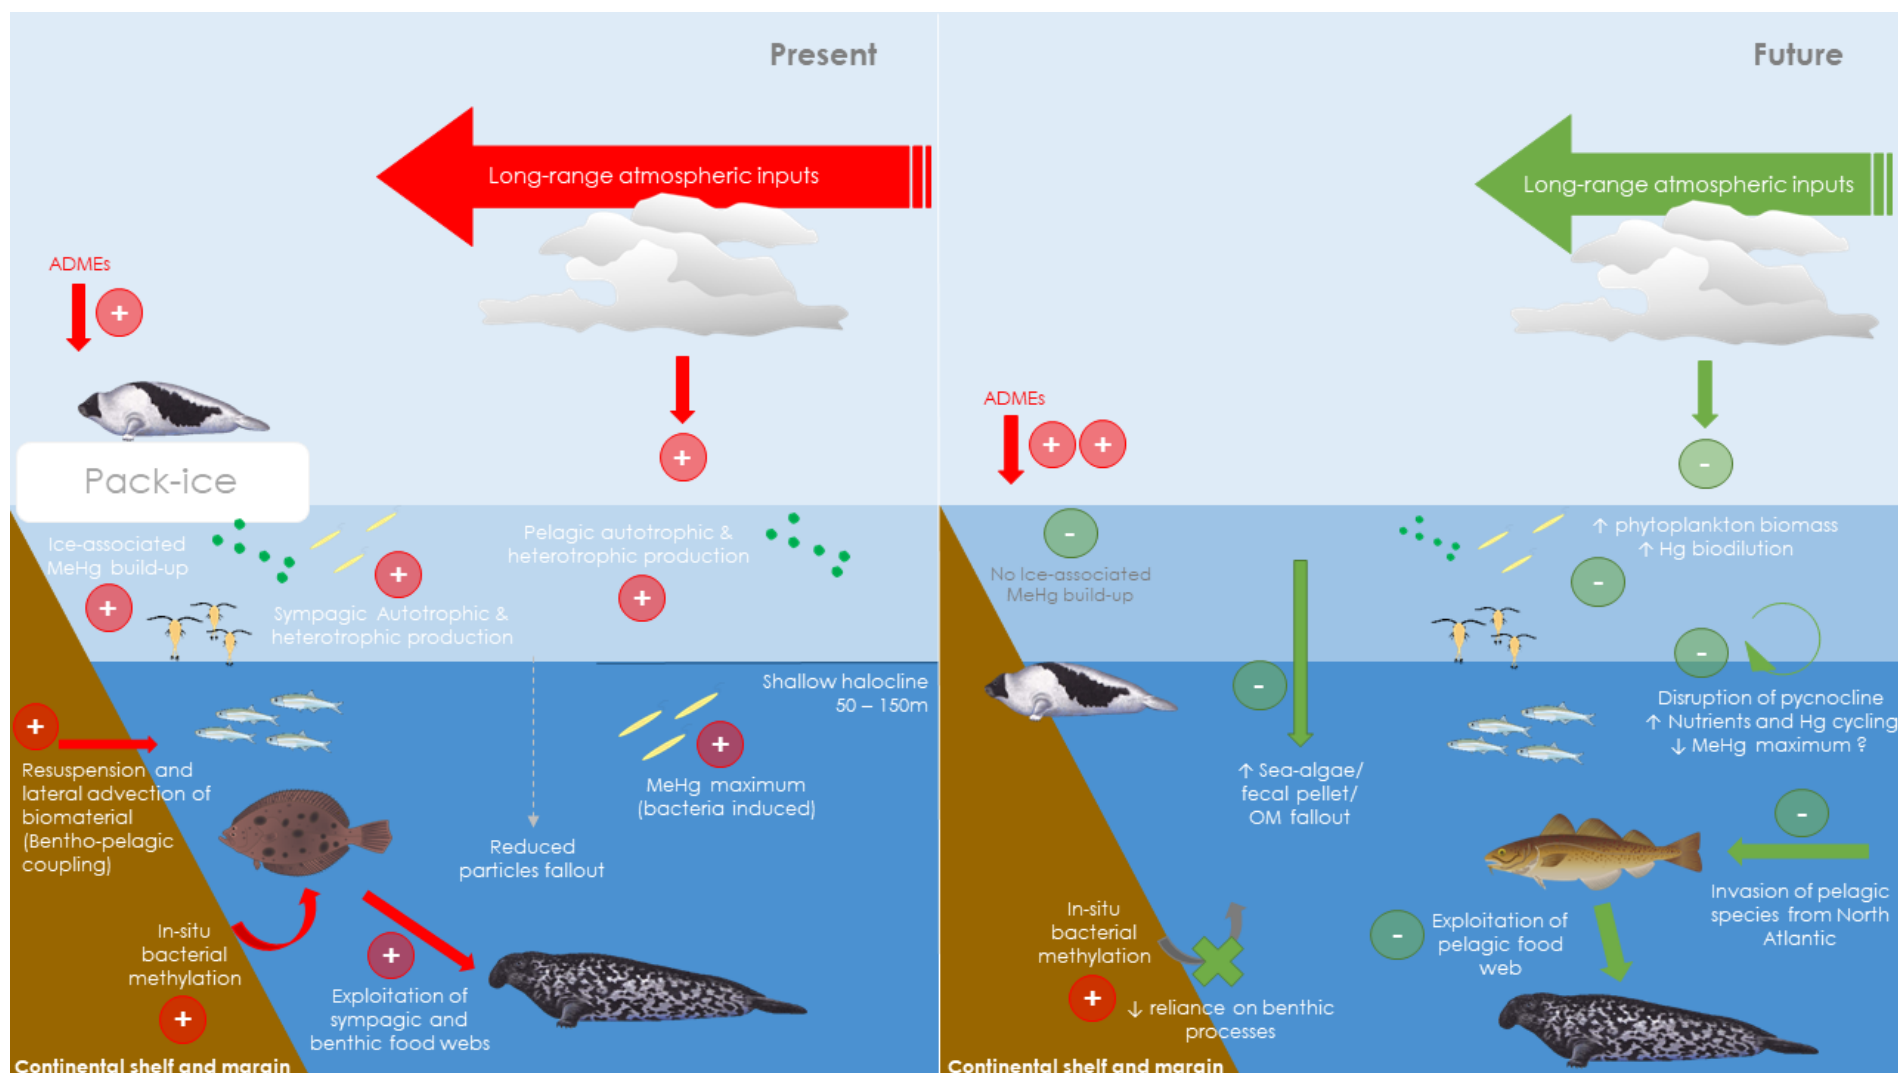 Present
Long-range atmospheric inputs
ADMEs
+
+
Pack-ice
Ice-associated
MeHg build-up
+
+
Sympagic Autotrophic &
heterotrophic production
Pelagic autotrophic &
heterotrophic production
+
Shallow halocline
50 – 150m
+
Resuspension and
lateral advection of
biomaterial
(Bentho-pelagic
coupling)
+
MeHg maximum
(bacteria induced)
Reduced
particles fallout
In-situ
bacterial
methylation
+
+
Exploitation of
sympagic and
benthic food webs
Continental shelf and margain
Future
Long-range atmospheric inputs
ADMEs
+ +
-
-
No Ice-associated
MeHg build-up
↑ phytoplankton biomass
↑ Hg biodilution
-
-
Disruption of pycnocline
↑ Nutrients and Hg cycling
↓ MeHg maximum ?
-
↑ Sea-algae/
fecal pellet/
OM fallout
-
Invasion of pelagic
species from North
Atlantic
-
Exploitation of
pelagic food
web
In-situ
bacterial
methylation
+
↓ reliance on benthic
processes
Continental shelf and margain